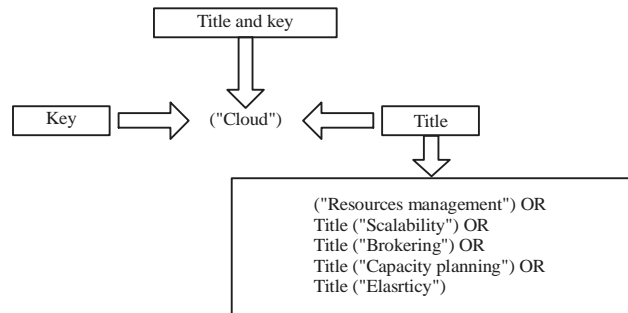 Title and key
Key
("Cloud")
Title
("Resources management") OR
Title ("Scalability") OR
Title ("Brokering") OR
Title ("Capacity planning") OR
Title ("Elasrticy")